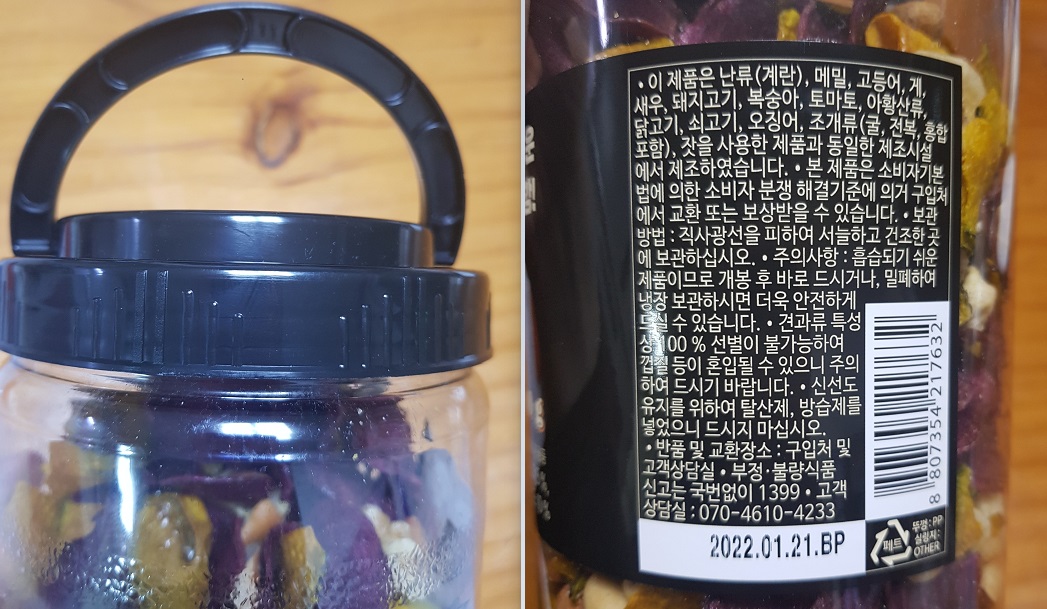 • 이 제품은 난류(계란), 메밀, 고등어, 게,
새우, 돼지고기, 복숭아, 토마토, 아황산류,
닭고기, 쇠고기, 오징어, 조개류(굴, 전복, 홍합
포함), 잣을 사용한 제품과 동일한 제조시설
에서 제조하였습니다. • 본 제품은 소비자기본
법에 의한 소비자 분쟁 해결기준에 의거 구입처
에서 교환 또는 보상받을 수 있습니다. • 보관
방법 : 직사광선을 피하여 서늘하고 건조한 곳
에 보관하십시오. • 주의사항 : 흡습되기 쉬운
제품이므로 개봉 후 바로 드시거나, 밀폐하여
냉장 보관하시면 더욱 안전하게
드실 수 있습니다. • 견과류 특성
상 100 % 선별이 불가능하여
껍질 등이 혼입될 수 있으니 주의
하여 드시기 바랍니다. • 신선도
유지를 위하여 탈산제, 방습제를
넣었으니 드시지 마십시오.
• 반품 및 교환장소 : 구입처 및
고객상담실 • 부정·불량식품
신고는 국번없이 1399 • 고객
상담실 : 070-4610-4233
8 807354 217632
2022.01.21.BP
페트
뚜껑 : PP
실링지 :
OTHER